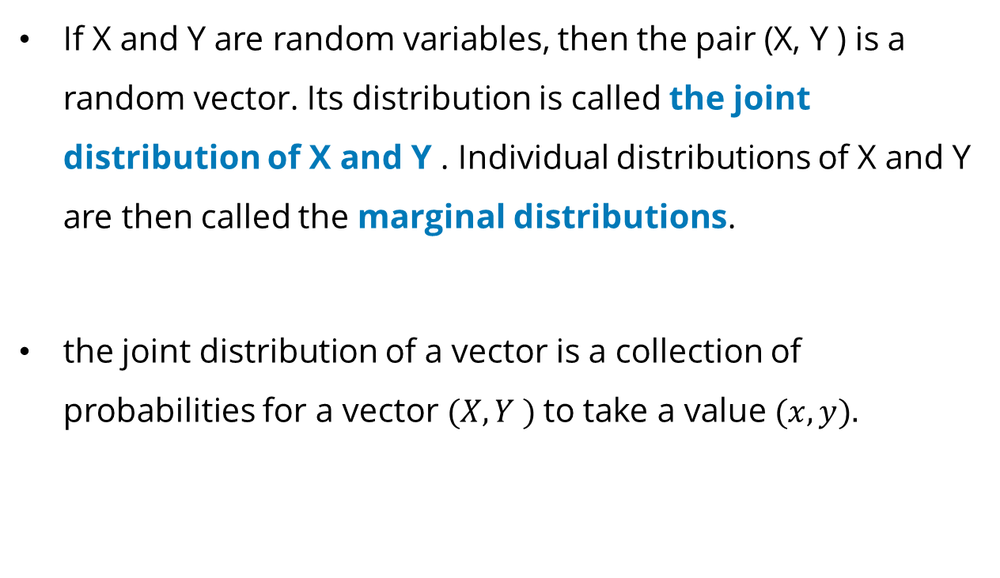 • If X and Y are random variables, then the pair (X, Y ) is a
random vector. Its distribution is called the joint
distribution of X and Y . Individual distributions of X and Y
are then called the marginal distributions.
• the joint distribution of a vector is a collection of
probabilities for a vector (X, Y ) to take a value (x, y).